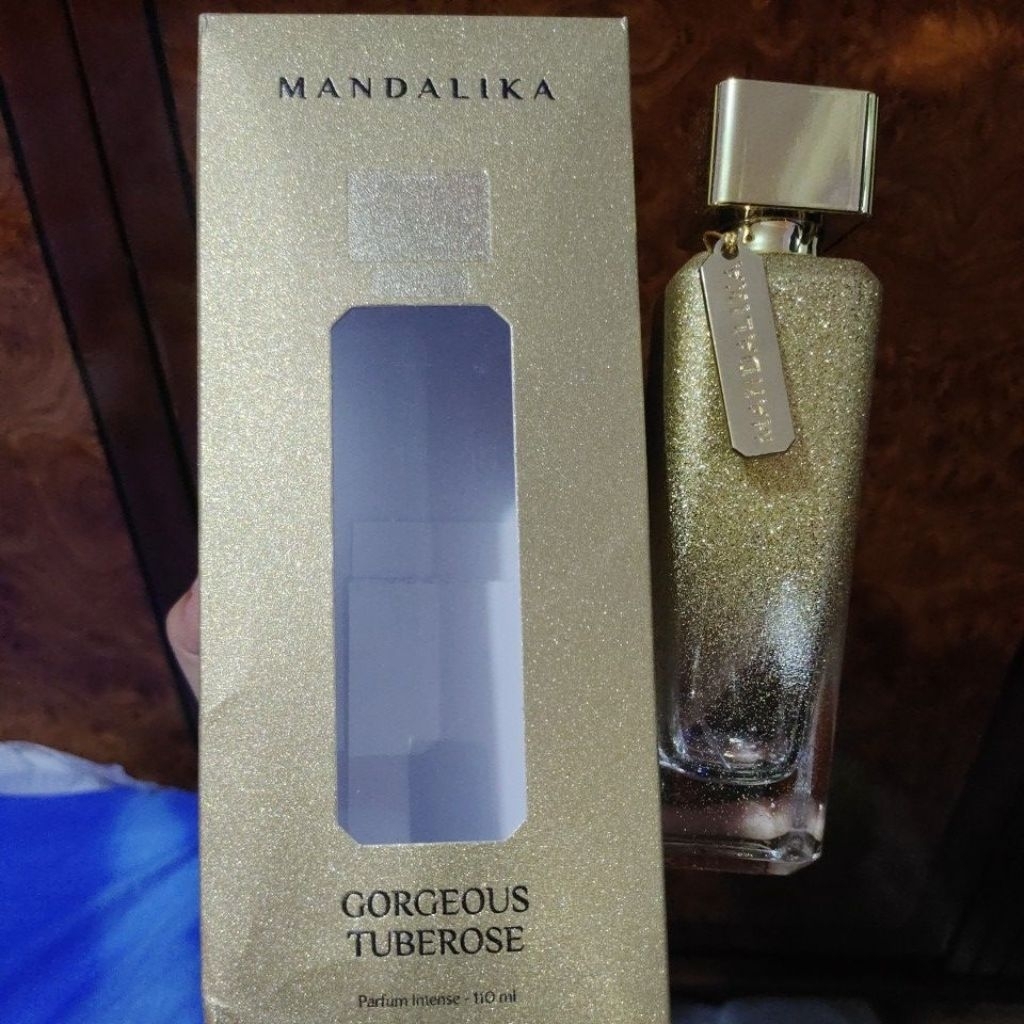 MANDALIKA
MANDALIKA
GORGEOUS
TUBEROSE
Parfum Intense - 110 ml